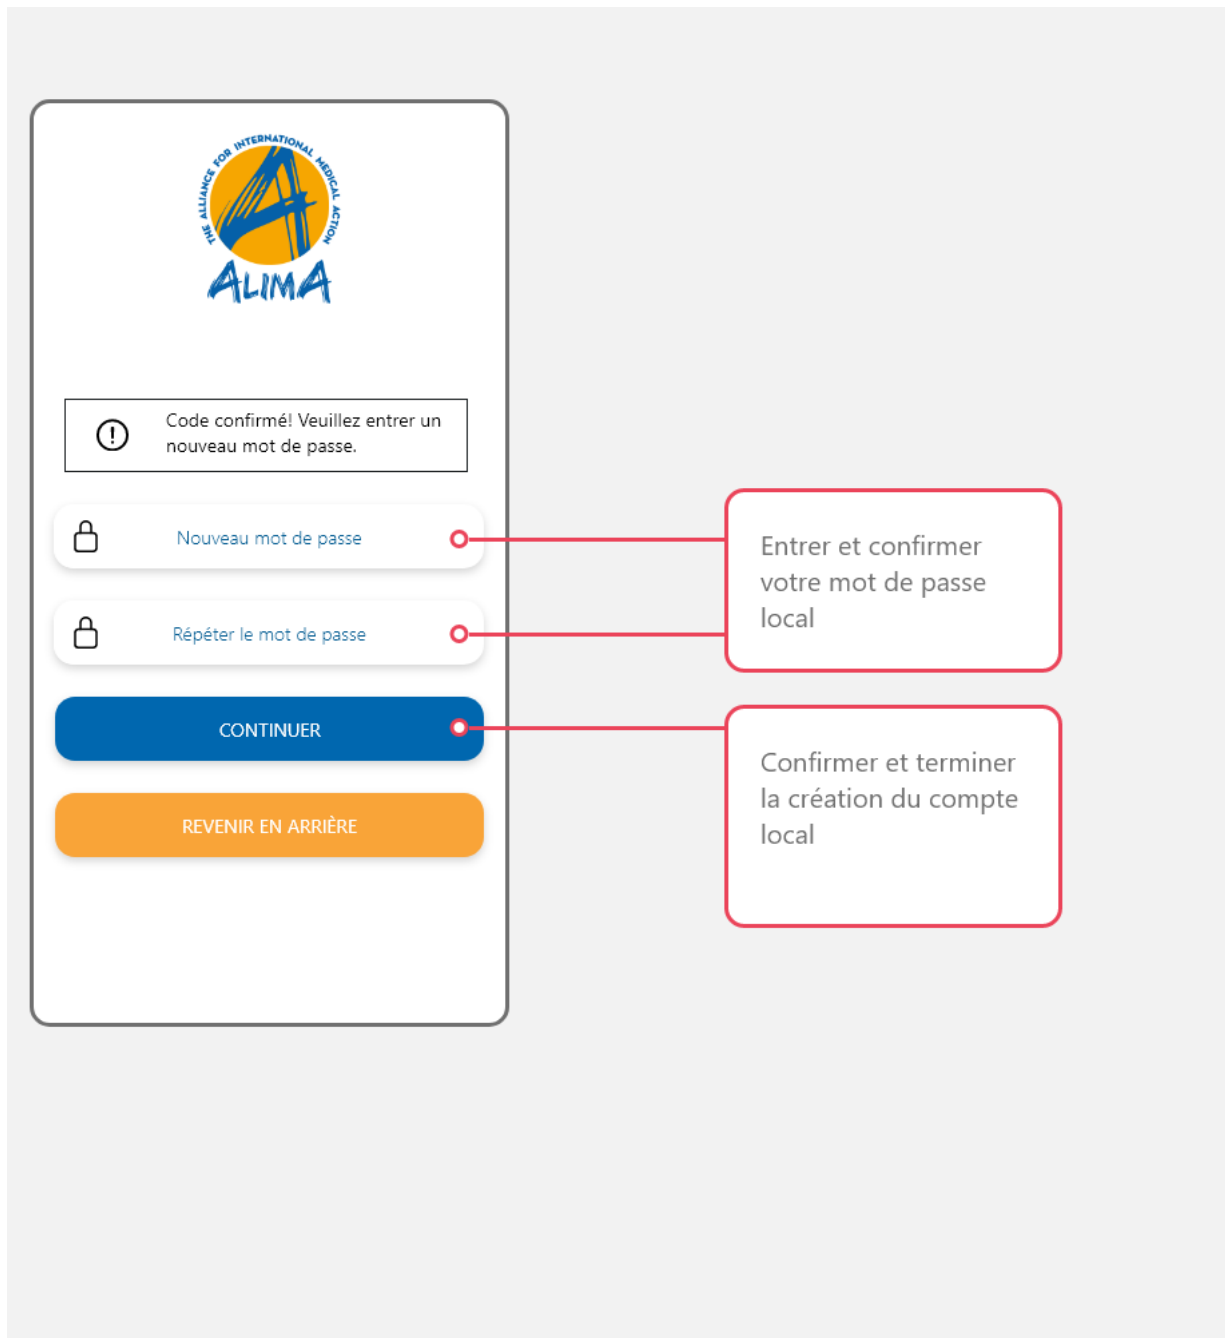 THE ALLIANCE FOR INTERNATIONAL MEDICAL ACTION
ALIMA
Code confirmé! Veuillez entrer un
nouveau mot de passe.
Nouveau mot de passe
Répéter le mot de passe
CONTINUER
REVENIR EN ARRIÈRE
Entrer et confirmer
votre mot de passe
local
Confirmer et terminer
la création du compte
local